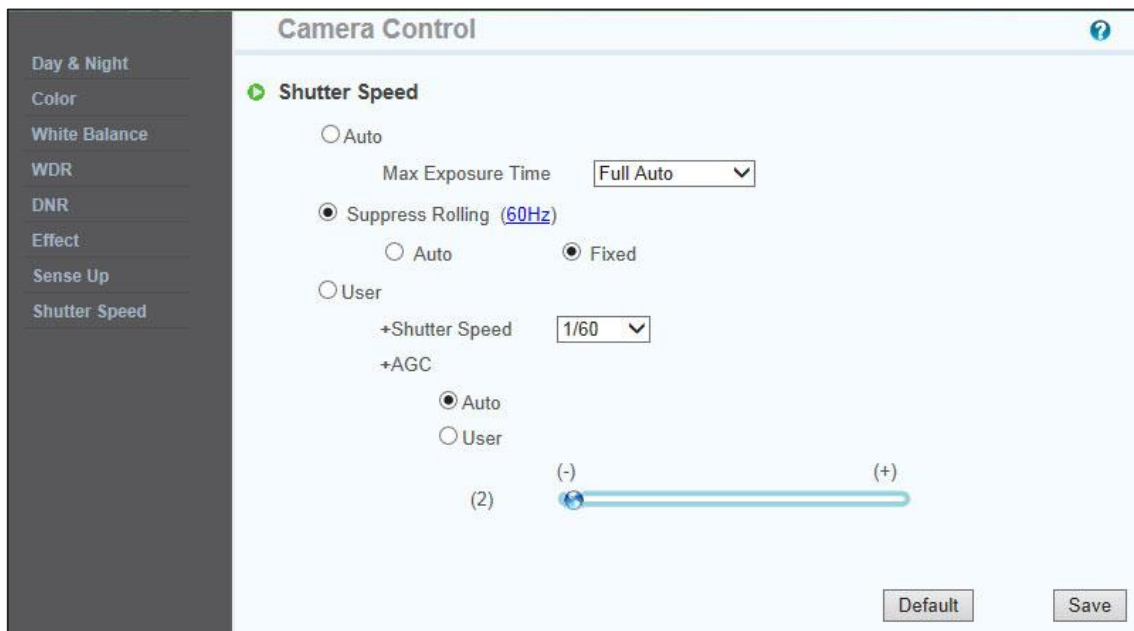 Camera Control
?
Day & Night
Color
White Balance
WDR
DNR
Effect
Sense Up
Shutter Speed
Shutter Speed
Auto
Max Exposure Time Full Auto
Suppress Rolling (60Hz)
Auto Fixed
User
+Shutter Speed 1/60
+AGC
Auto
User
(-) (+)
(2)
Default Save